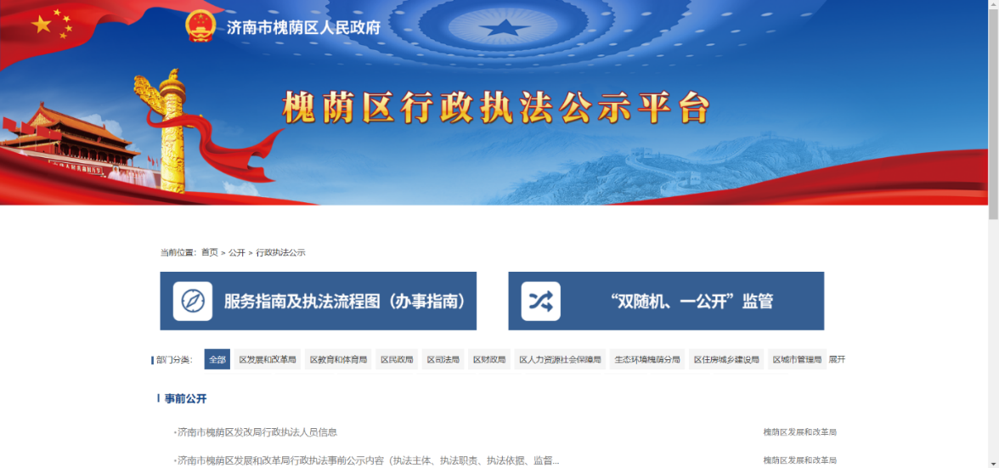 济南市槐荫区人民政府
槐荫区行政执法公示平台
当前位置：首页 > 公开 > 行政执法公示
服务指南及执法流程图（办事指南）
“双随机、一公开”监管
部门分类： 全部 区发展和改革局 区教育和体育局 区民政局 区司法局 区财政局 区人力资源社会保障局 生态环境槐荫分局 区住房城乡建设局 区城市管理局 展开
事前公开
•济南市槐荫区发改局行政执法人员信息 槐荫区发展和改革局
•济南市槐荫区发展和改革局行政执法事前公示内容（执法主体、执法职责、执法依据、监督... 槐荫区发展和改革局